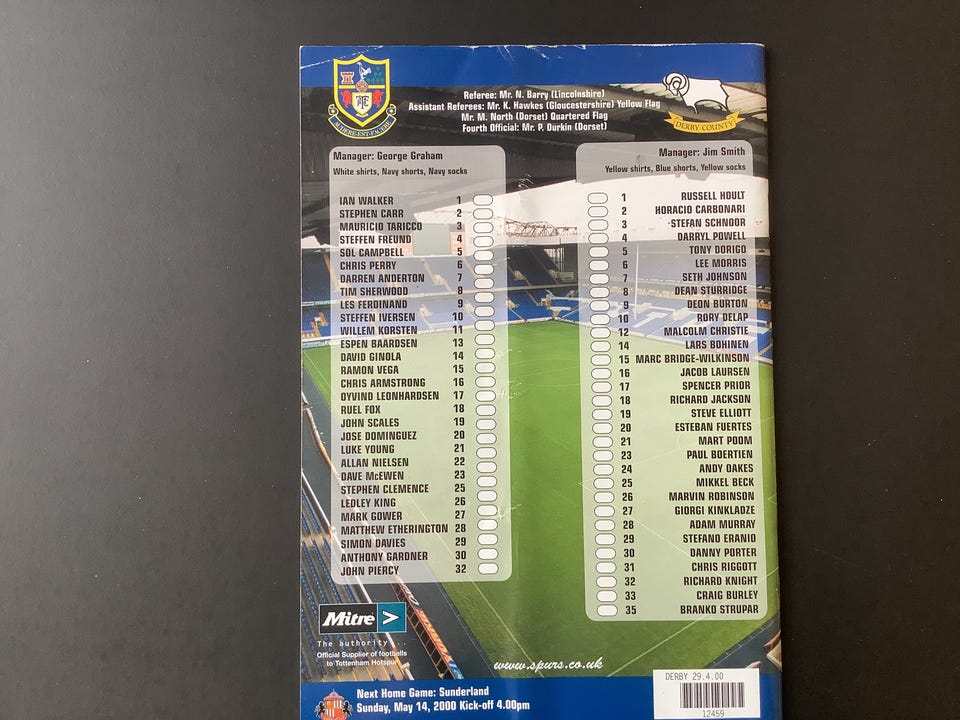 Referee: Mr. N. Barry (Lincolnshire)
Assistant Referees: Mr. K. Hawkes (Gloucestershire) Yellow Flag
Mr. M. North (Dorset) Quartered Flag
Fourth Official: Mr. P. Durkin (Dorset)
AUDERE·EST·FACERE
DERBY COUNTY
Manager: George Graham
White shirts, Navy shorts, Navy socks
IAN WALKER 1
STEPHEN CARR 2
MAURICIO TARICCO 3
STEFFEN FREUND 4
SOL CAMPBELL 5
CHRIS PERRY 6
DARREN ANDERTON 7
TIM SHERWOOD 8
LES FERDINAND 9
STEFFEN IVERSEN 10
WILLEM KORSTEN 11
ESPEN BAARDSEN 13
DAVID GINOLA 14
RAMON VEGA 15
CHRIS ARMSTRONG 16
OYVIND LEONHARDSEN 17
RUEL FOX 18
JOHN SCALES 19
JOSE DOMINGUEZ 20
LUKE YOUNG 21
ALLAN NIELSEN 22
DAVE McEWEN 23
STEPHEN CLEMENCE 25
LEDLEY KING 26
MARK GOWER 27
MATTHEW ETHERINGTON 28
SIMON DAVIES 29
ANTHONY GARDNER 30
JOHN PIERCY 32
Manager: Jim Smith
Yellow shirts, Blue shorts, Yellow socks
1 RUSSELL HOULT
2 HORACIO CARBONARI
3 STEFAN SCHNOOR
4 DARRYL POWELL
5 TONY DORIGO
6 LEE MORRIS
7 SETH JOHNSON
8 DEAN STURRIDGE
9 DEON BURTON
10 RORY DELAP
12 MALCOLM CHRISTIE
14 LARS BOHINEN
15 MARC BRIDGE-WILKINSON
16 JACOB LAURSEN
17 SPENCER PRIOR
18 RICHARD JACKSON
19 STEVE ELLIOTT
20 ESTEBAN FUERTES
21 MART POOM
23 PAUL BOERTIEN
24 ANDY OAKES
25 MIKKEL BECK
26 MARVIN ROBINSON
27 GIORGI KINKLADZE
28 ADAM MURRAY
29 STEFANO ERANIO
30 DANNY PORTER
31 CHRIS RIGGOTT
32 RICHARD KNIGHT
33 CRAIG BURLEY
35 BRANKO STRUPAR
Mitre
The authority...
Official Supplier of footballs
to Tottenham Hotspur
www.spurs.co.uk
Next Home Game: Sunderland
Sunday, May 14, 2000 Kick-off 4.00pm
DERBY 29.4.00
12459